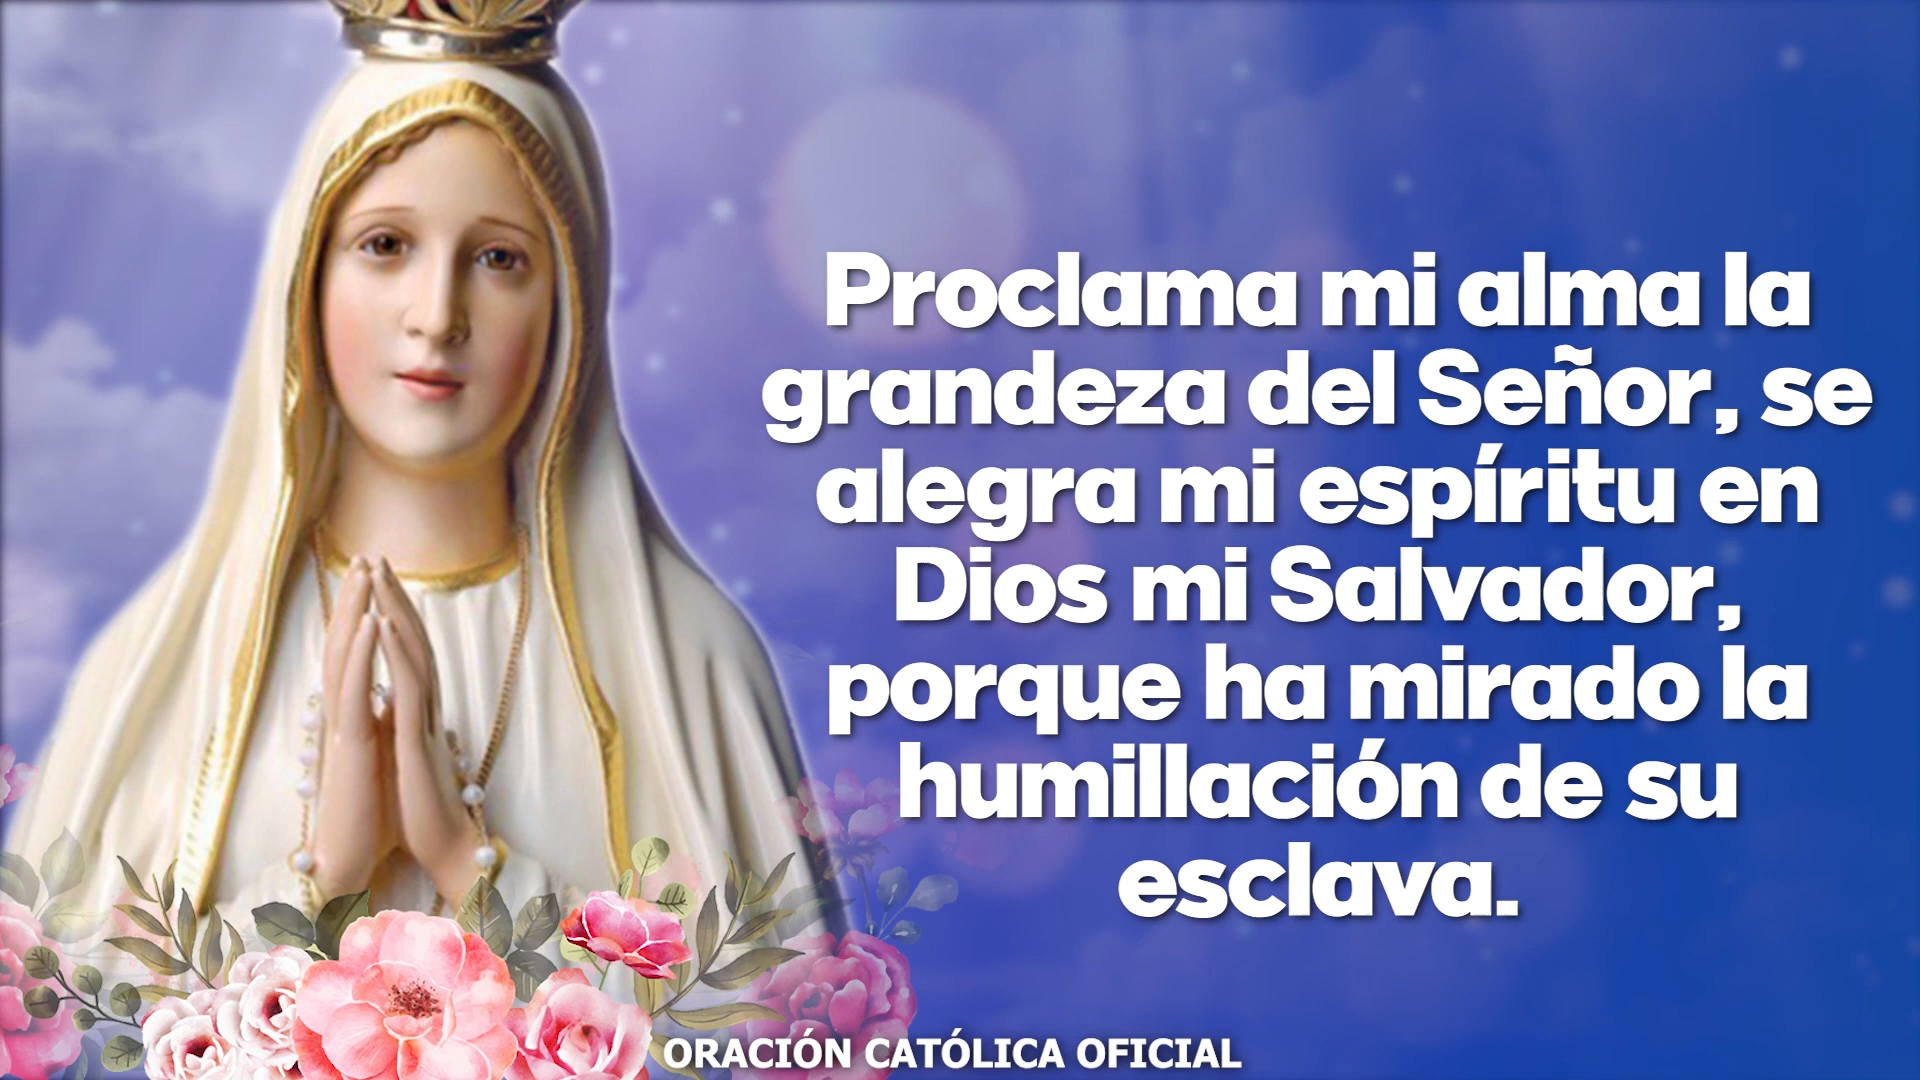 Proclama mi alma la
grandeza del Señor, se
alegra mi espíritu en
Dios mi Salvador,
porque ha mirado la
humillación de su
esclava.
ORACIÓN CATÓLICA OFICIAL